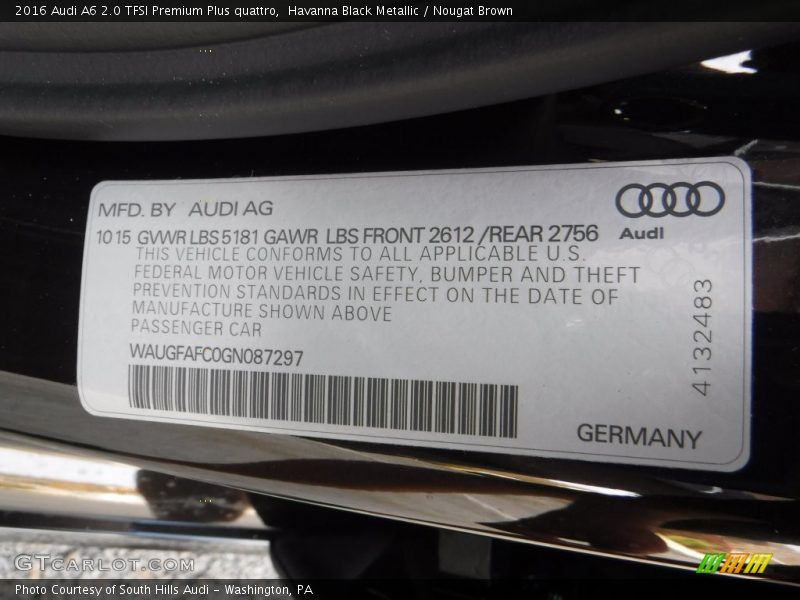 2016 Audi A6 2.0 TFSI Premium Plus quattro,  Havanna Black Metallic / Nougat Brown
MFD. BY  AUDI AG
Audi
10 15  GVWR LBS 5181 GAWR  LBS FRONT 2612 /REAR 2756
THIS VEHICLE CONFORMS TO ALL APPLICABLE U.S.
FEDERAL MOTOR VEHICLE SAFETY, BUMPER AND THEFT
PREVENTION STANDARDS IN EFFECT ON THE DATE OF
MANUFACTURE SHOWN ABOVE
PASSENGER CAR
WAUGFAFC0GN087297
4132483
GERMANY
GTcarlot.com
Photo Courtesy of South Hills Audi - Washington, PA